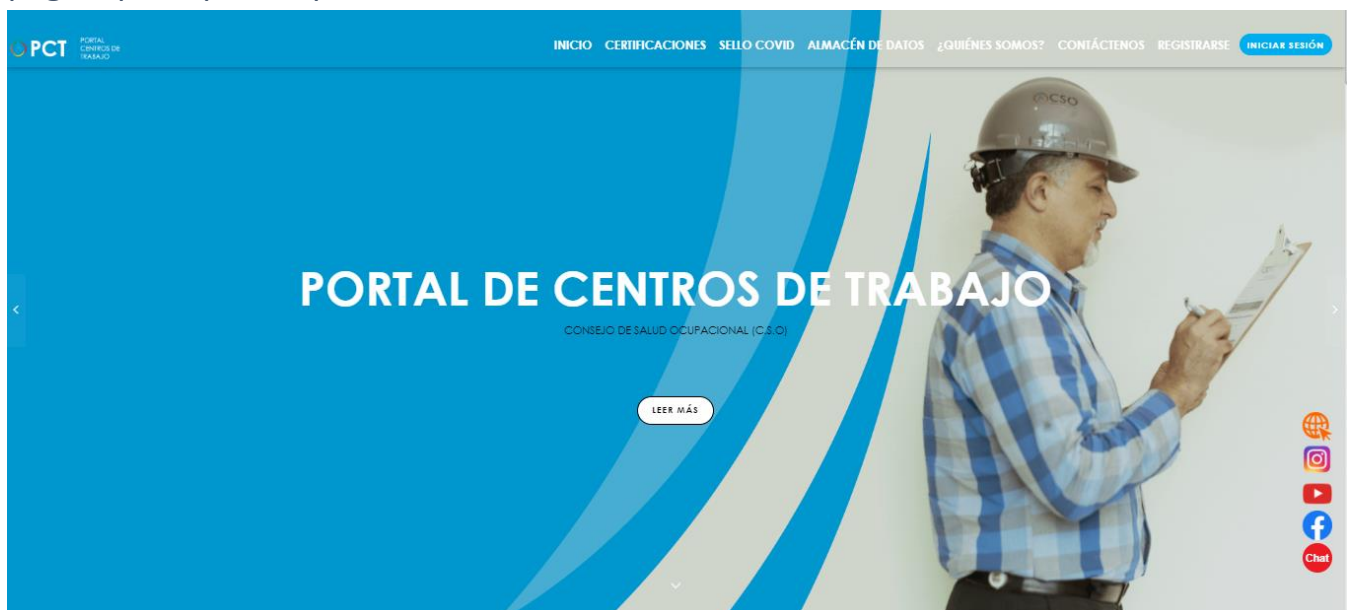 PCT
PORTAL
CENTROS DE
TRABAJO
INICIO CERTIFICACIONES SELLO COVID ALMACÉN DE DATOS ¿QUIÉNES SOMOS? CONTÁCTENOS REGISTRARSE INICIAR SESIÓN
CSO
PORTAL DE CENTROS DE TRABAJO
CONSEJO DE SALUD OCUPACIONAL (C.S.O)
LEER MÁS
Chat